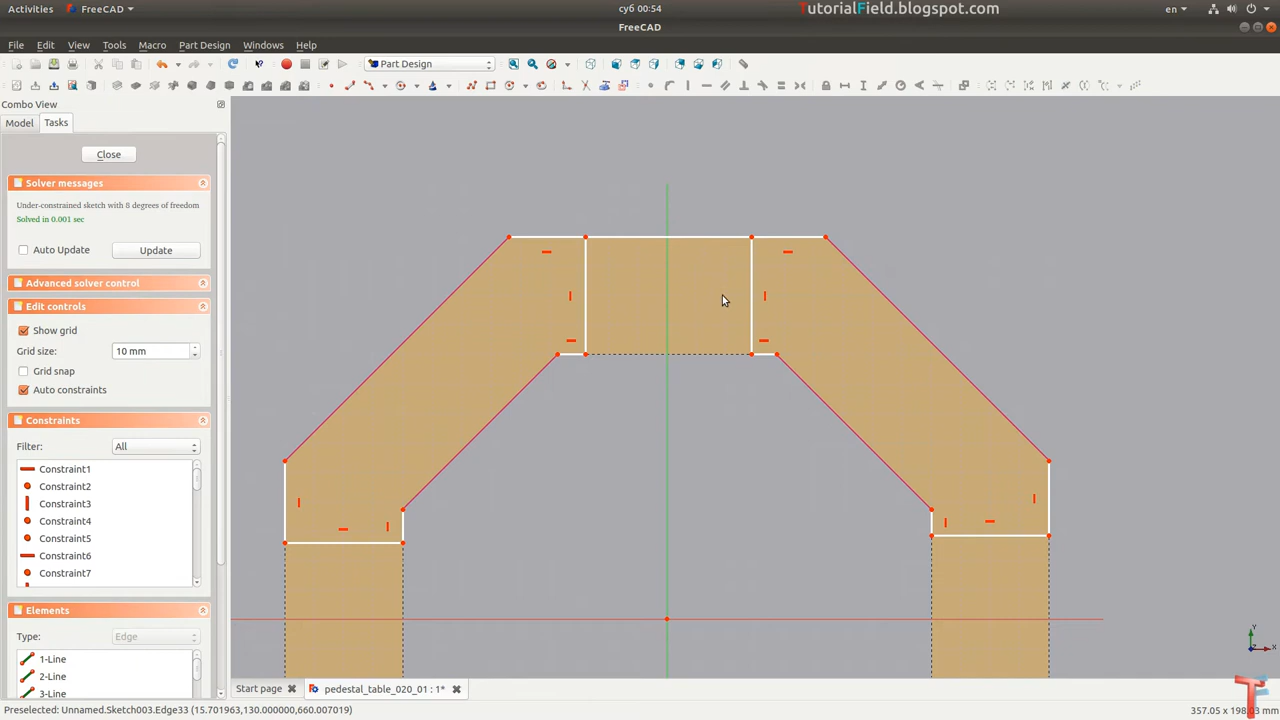 Activities
FreeCAD
суб 00:54
TutorialField.blogspot.com
en
FreeCAD
File Edit View Tools Macro Part Design Windows Help
Part Design
Combo View
Model Tasks
Close
Solver messages
Under-constrained sketch with 8 degrees of freedom
Solved in 0.001 sec
Auto Update Update
Advanced solver control
Edit controls
Show grid
Grid size: 10 mm
Grid snap
Auto constraints
Constraints
Filter: All
Constraint1
Constraint2
Constraint3
Constraint4
Constraint5
Constraint6
Constraint7
Elements
Type: Edge
1-Line
2-Line
3-Line
Y
X
Start page
pedestal_table_020_01 : 1*
Preselected: Unnamed.Sketch003.Edge33 (15.701963,130.000000,660.007019)
357.05 x 198.03 mm